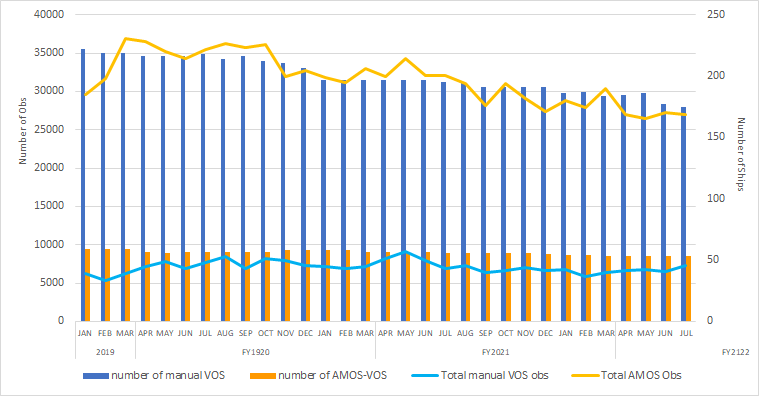 40000 250
35000
30000 200
25000
150
20000
15000 100
10000
50
5000
0 0
Number of Obs
Number of Ships
JAN FEB MAR APR MAY JUN JUL AUG SEP OCT NOV DEC JAN FEB MAR APR MAY JUN JUL AUG SEP OCT NOV DEC JAN FEB MAR APR MAY JUN JUL
2019 FY1920 FY2021 FY2122
number of manual VOS number of AMOS-VOS Total manual VOS obs Total AMOS Obs